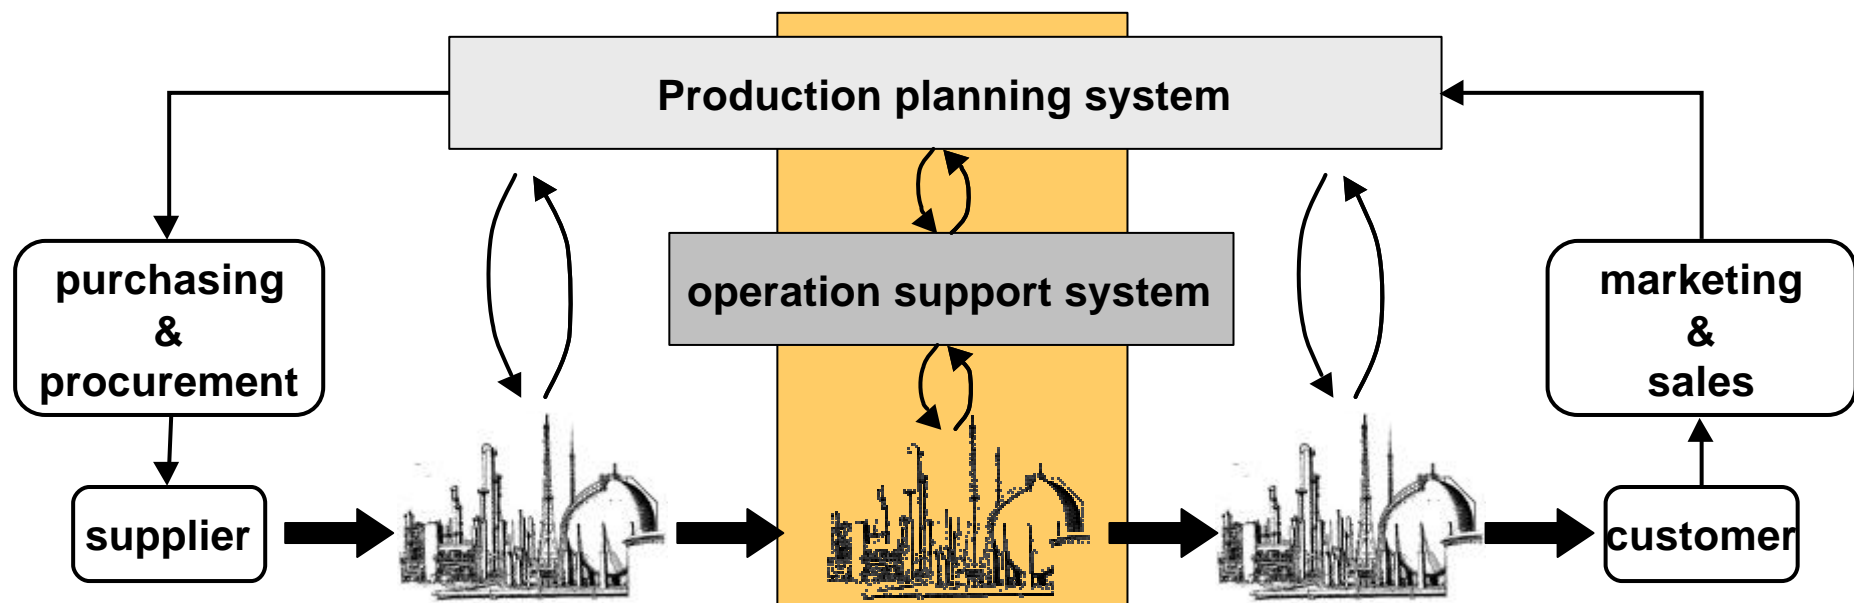 Production planning system
purchasing
&
procurement
operation support system
marketing
&
sales
supplier
customer